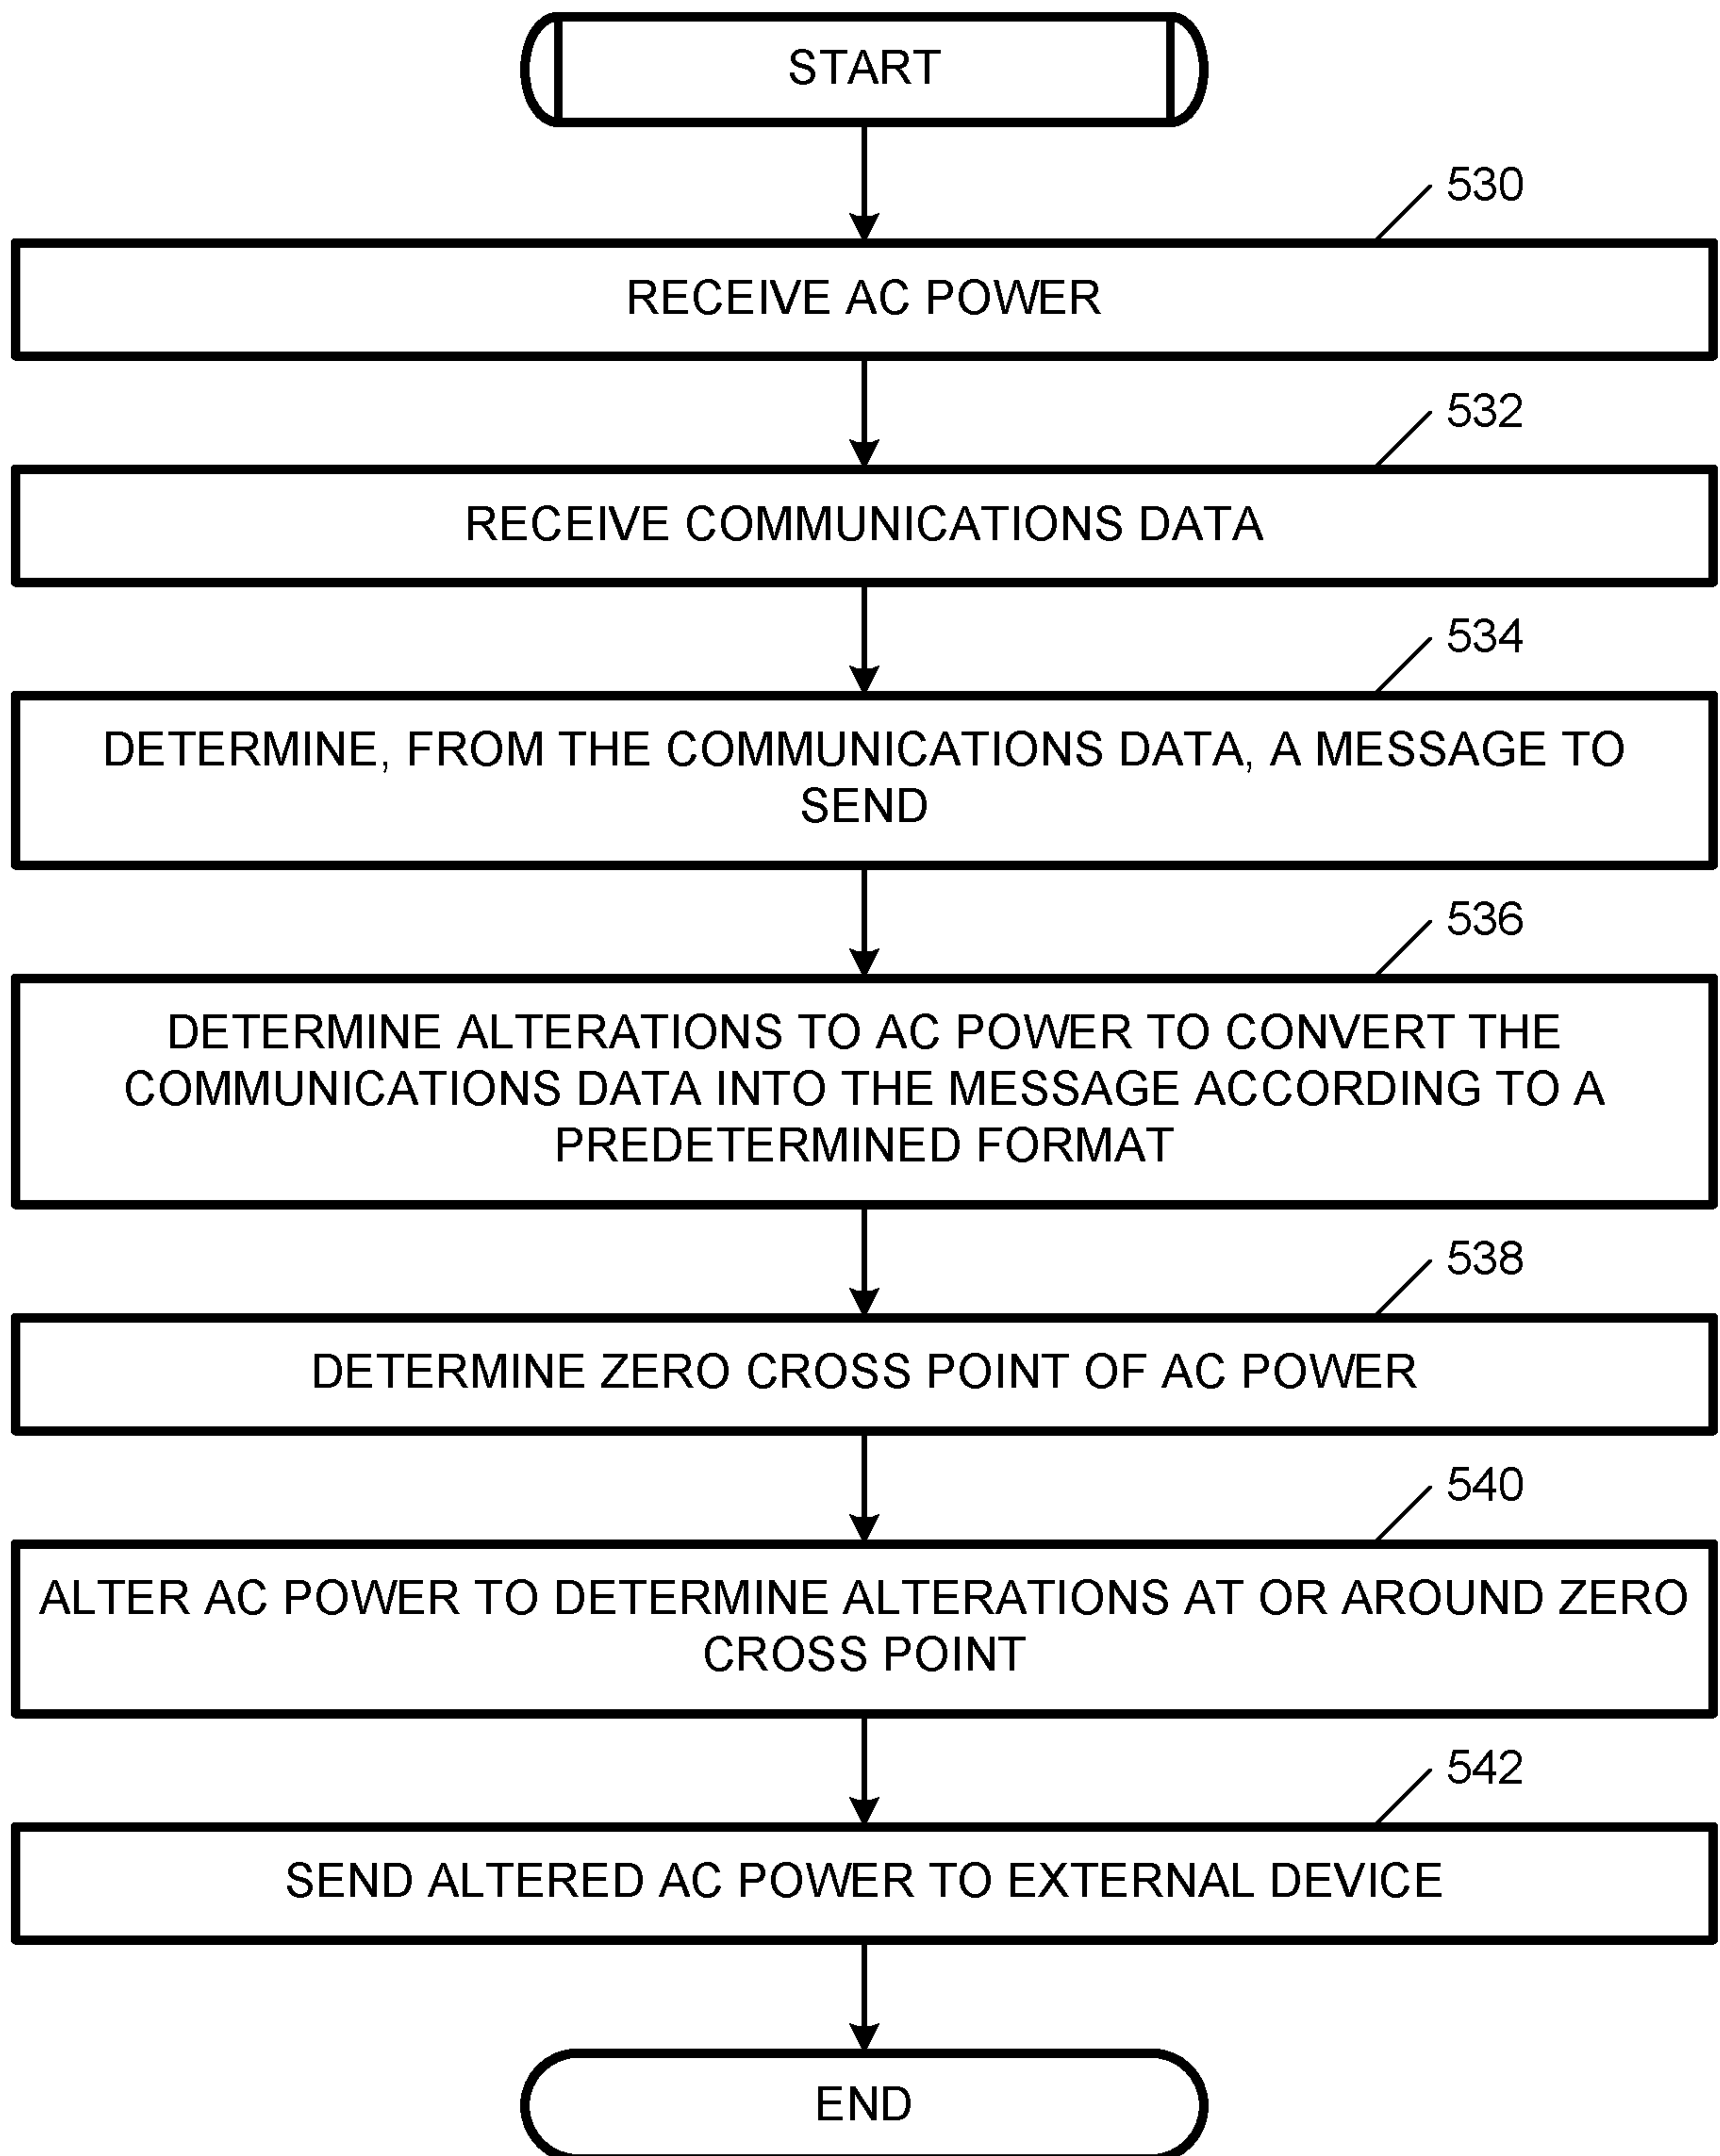 START
530
RECEIVE AC POWER
532
RECEIVE COMMUNICATIONS DATA
534
DETERMINE, FROM THE COMMUNICATIONS DATA, A MESSAGE TO
SEND
536
DETERMINE ALTERATIONS TO AC POWER TO CONVERT THE
COMMUNICATIONS DATA INTO THE MESSAGE ACCORDING TO A
PREDETERMINED FORMAT
538
DETERMINE ZERO CROSS POINT OF AC POWER
540
ALTER AC POWER TO DETERMINE ALTERATIONS AT OR AROUND ZERO
CROSS POINT
542
SEND ALTERED AC POWER TO EXTERNAL DEVICE
END